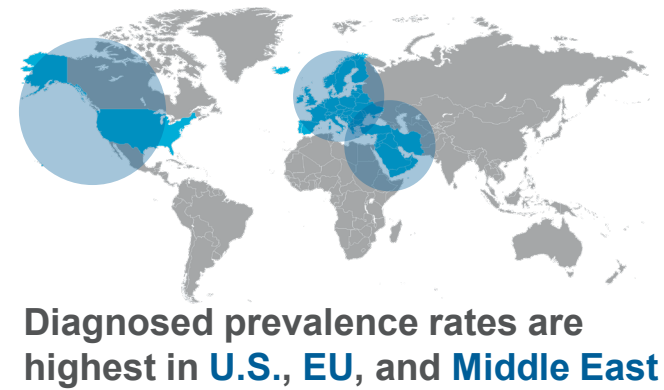 Diagnosed prevalence rates are
highest in U.S., EU, and Middle East